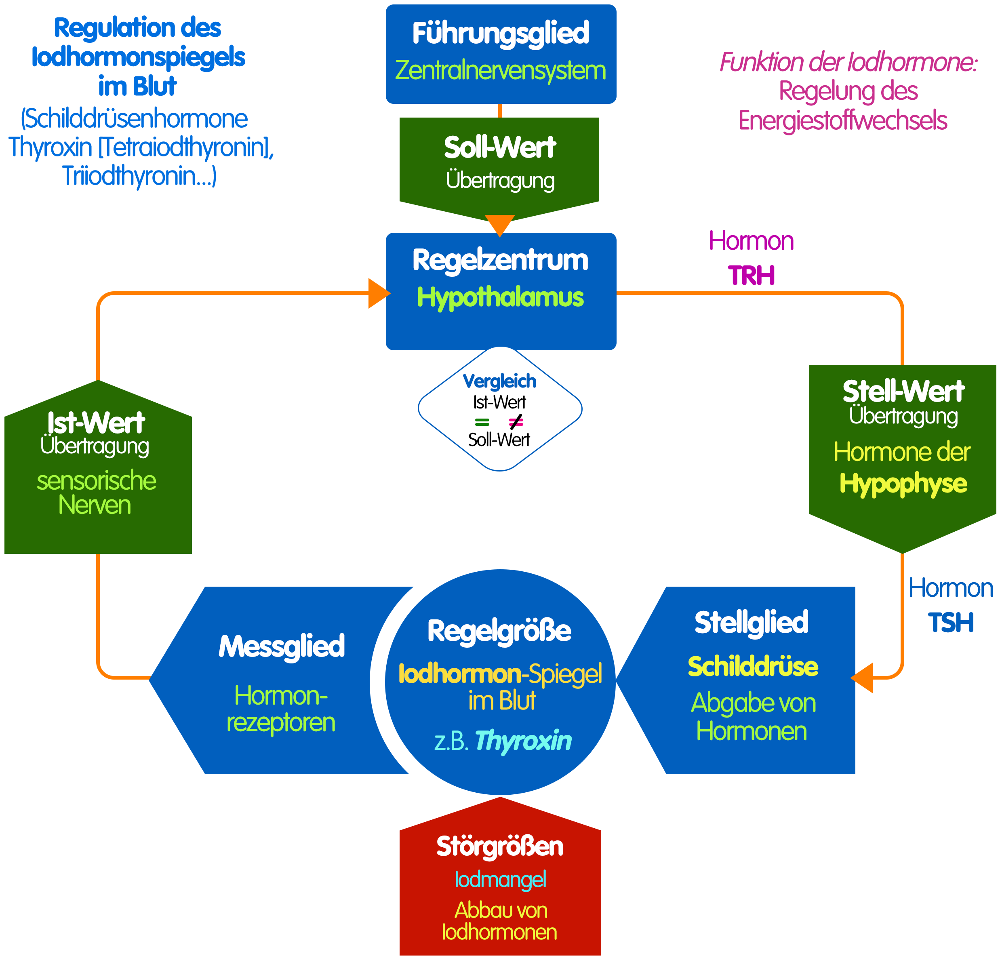 Regulation des
Iodhormonspiegels
im Blut
(Schilddrüsenhormone
Thyroxin [Tetraiodthyronin],
Triiodthyronin...)
Führungsglied
Zentralnervensystem
Funktion der Iodhormone:
Regelung des
Energiestoffwechsels
Soll-Wert
Übertragung
Regelzentrum
Hypothalamus
Hormon
TRH
Vergleich
Ist-Wert
= ≠
Soll-Wert
Ist-Wert
Übertragung
sensorische
Nerven
Stell-Wert
Übertragung
Hormone der
Hypophyse
Hormon
TSH
Messglied
Hormon-
rezeptoren
Regelgröße
Iodhormon-Spiegel
im Blut
z.B. Thyroxin
Stellglied
Schilddrüse
Abgabe von
Hormonen
Störgrößen
Iodmangel
Abbau von
Iodhormonen